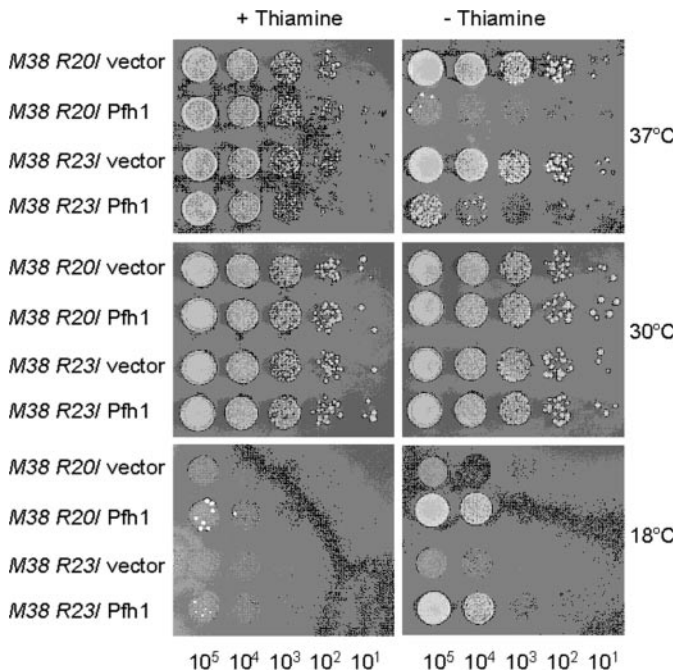 + Thiamine - Thiamine
M38 R20/ vector
M38 R20/ Pfh1
M38 R23/ vector
M38 R23/ Pfh1
37°C
M38 R20/ vector
M38 R20/ Pfh1
M38 R23/ vector
M38 R23/ Pfh1
30°C
M38 R20/ vector
M38 R20/ Pfh1
M38 R23/ vector
M38 R23/ Pfh1
18°C
10⁵ 10⁴ 10³ 10² 10¹ 10⁵ 10⁴ 10³ 10² 10¹